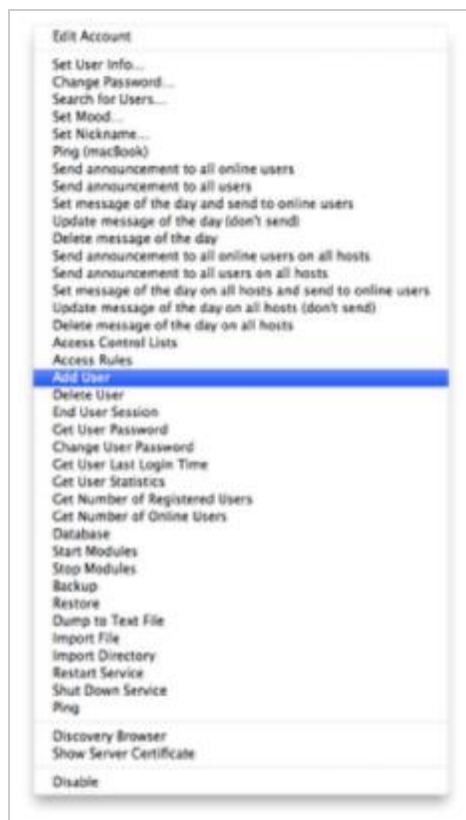 Edit Account
Set User Info...
Change Password...
Search for Users...
Set Mood...
Set Nickname...
Ping (macBook)
Send announcement to all online users
Send announcement to all users
Set message of the day and send to online users
Update message of the day (don't send)
Delete message of the day
Send announcement to all online users on all hosts
Send announcement to all users on all hosts
Set message of the day on all hosts and send to online users
Update message of the day on all hosts (don't send)
Delete message of the day on all hosts
Access Control Lists
Access Rules
Add User
Delete User
End User Session
Get User Password
Change User Password
Get User Last Login Time
Get User Statistics
Get Number of Registered Users
Get Number of Online Users
Database
Start Modules
Stop Modules
Backup
Restore
Dump to Text File
Import File
Import Directory
Restart Service
Shut Down Service
Ping
Discovery Browser
Show Server Certificate
Disable